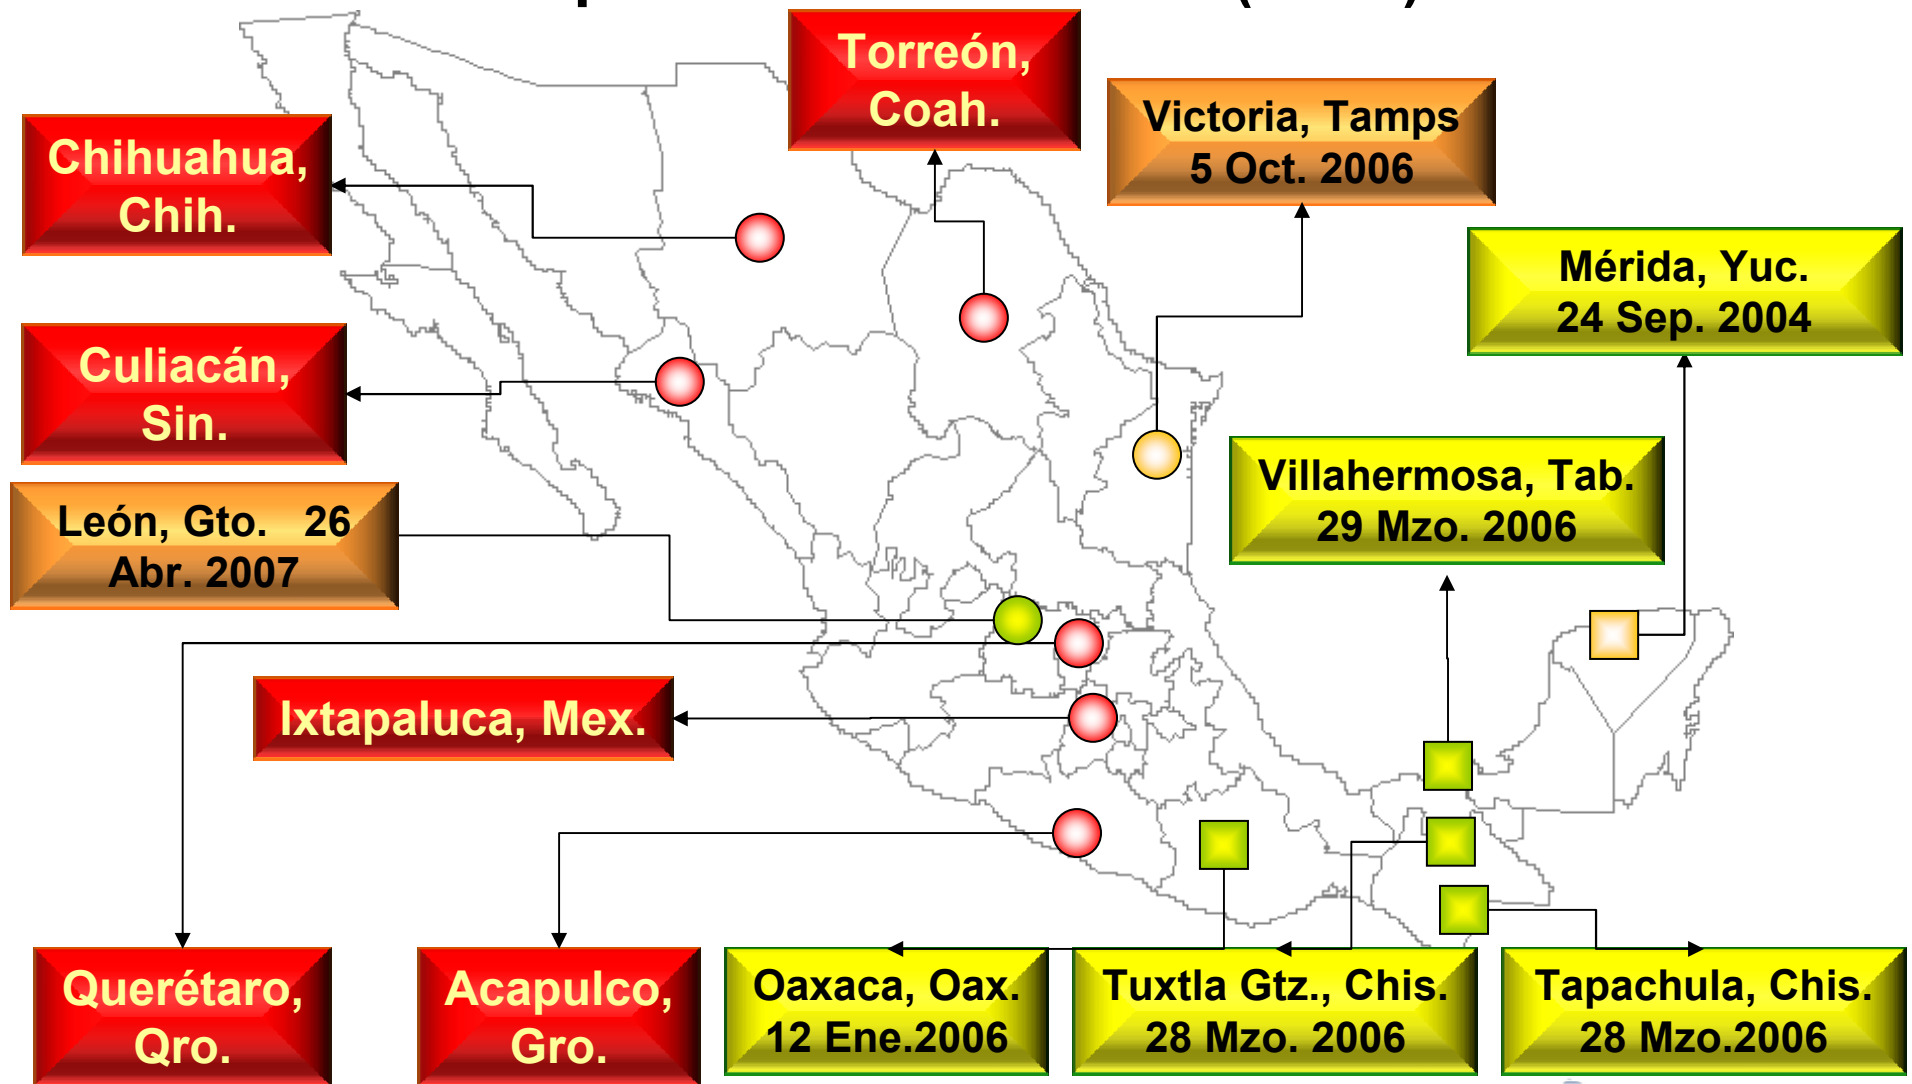 Torreón,
Coah.
Victoria, Tamps
5 Oct. 2006
Chihuahua,
Chih.
Mérida, Yuc.
24 Sep. 2004
Culiacán,
Sin.
Villahermosa, Tab.
29 Mzo. 2006
León, Gto. 26
Abr. 2007
Ixtapaluca, Mex.
Querétaro,
Qro.
Acapulco,
Gro.
Oaxaca, Oax.
12 Ene.2006
Tuxtla Gtz., Chis.
28 Mzo. 2006
Tapachula, Chis.
28 Mzo.2006